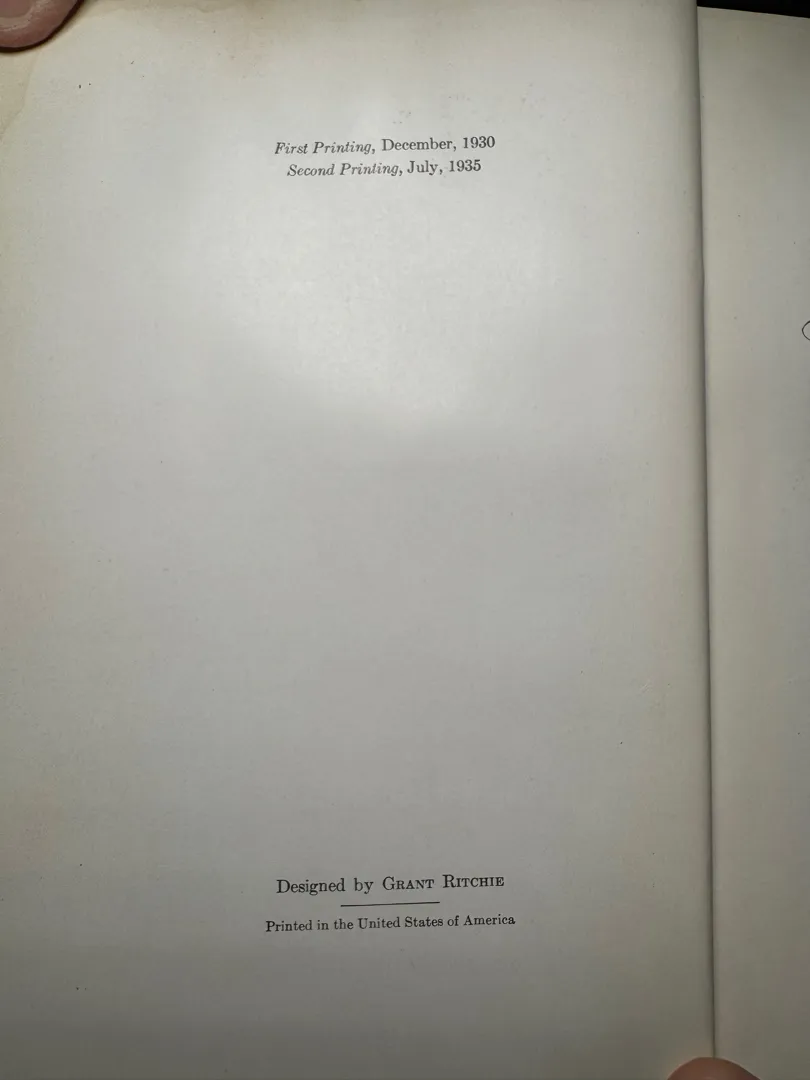 First Printing, December, 1930
Second Printing, July, 1935
Designed by GRANT RITCHIE
Printed in the United States of America